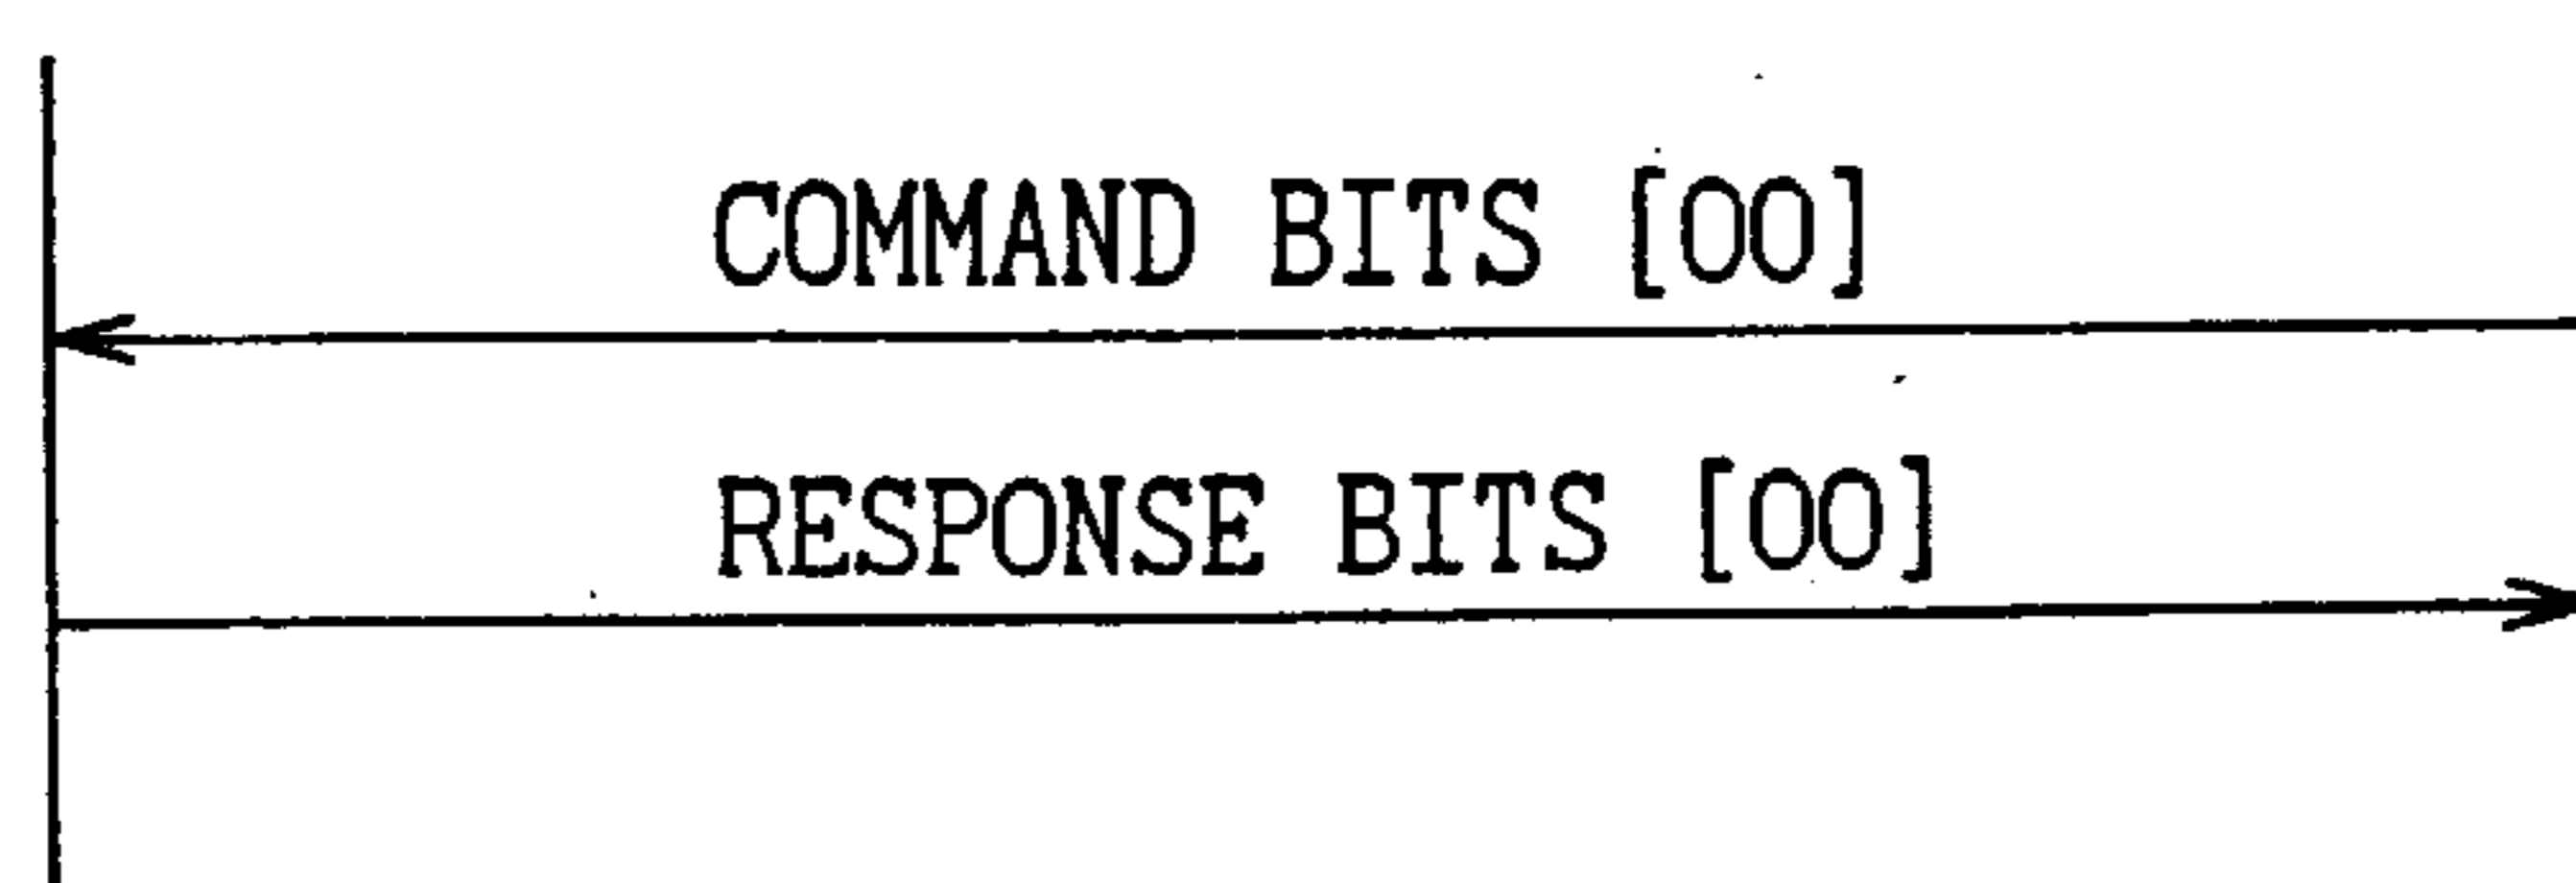 COMMAND BITS [00]
RESPONSE BITS [00]